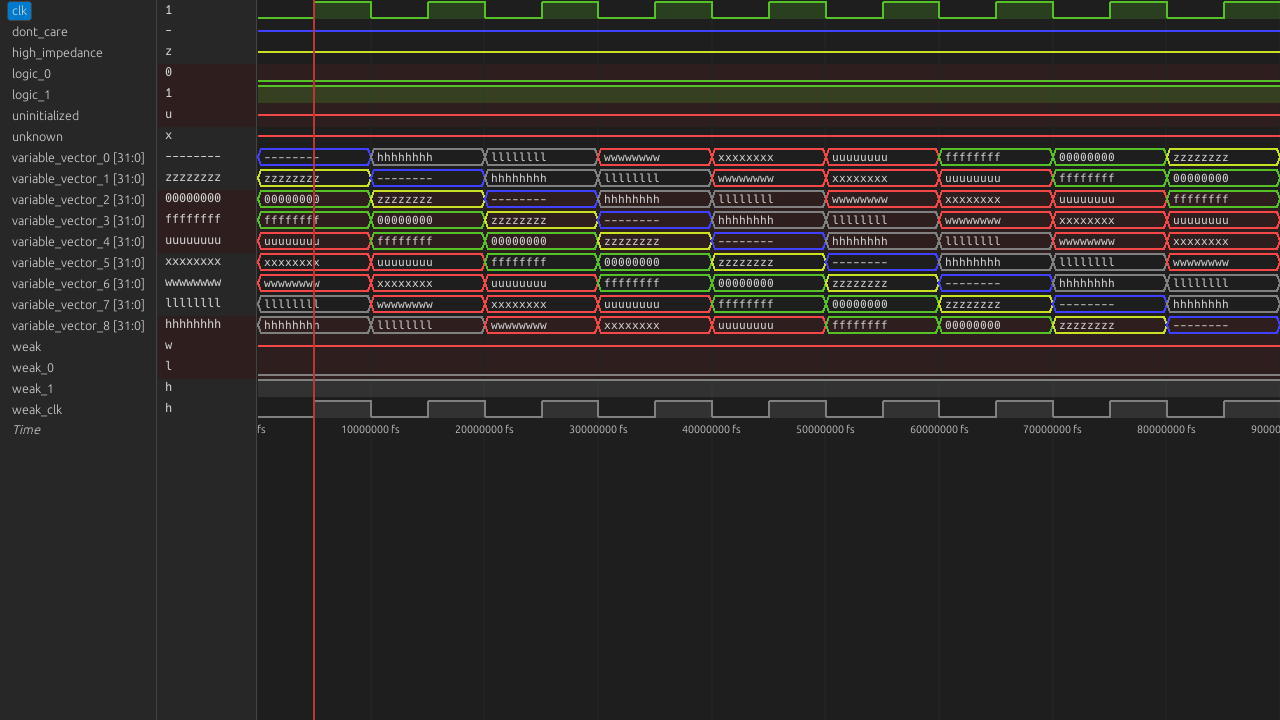 clk 1
dont_care -
high_impedance z
logic_0 0
logic_1 1
uninitialized u
unknown x
variable_vector_0 [31:0] -------- -------- hhhhhhhh llllllll wwwwwwww xxxxxxxx uuuuuuuu ffffffff 00000000 zzzzzzzz
variable_vector_1 [31:0] zzzzzzzz zzzzzzzz -------- hhhhhhhh llllllll wwwwwwww xxxxxxxx uuuuuuuu ffffffff 00000000
variable_vector_2 [31:0] 00000000 00000000 zzzzzzzz -------- hhhhhhhh llllllll wwwwwwww xxxxxxxx uuuuuuuu ffffffff
variable_vector_3 [31:0] ffffffff ffffffff 00000000 zzzzzzzz -------- hhhhhhhh llllllll wwwwwwww xxxxxxxx uuuuuuuu
variable_vector_4 [31:0] uuuuuuuu uuuuuuuu ffffffff 00000000 zzzzzzzz -------- hhhhhhhh llllllll wwwwwwww xxxxxxxx
variable_vector_5 [31:0] xxxxxxxx xxxxxxxx uuuuuuuu ffffffff 00000000 zzzzzzzz -------- hhhhhhhh llllllll wwwwwwww
variable_vector_6 [31:0] wwwwwwww wwwwwwww xxxxxxxx uuuuuuuu ffffffff 00000000 zzzzzzzz -------- hhhhhhhh llllllll
variable_vector_7 [31:0] llllllll llllllll wwwwwwww xxxxxxxx uuuuuuuu ffffffff 00000000 zzzzzzzz -------- hhhhhhhh
variable_vector_8 [31:0] hhhhhhhh hhhhhhhh llllllll wwwwwwww xxxxxxxx uuuuuuuu ffffffff 00000000 zzzzzzzz --------
weak w
weak_0 l
weak_1 h
weak_clk h
Time fs 10000000 fs 20000000 fs 30000000 fs 40000000 fs 50000000 fs 60000000 fs 70000000 fs 80000000 fs 90000